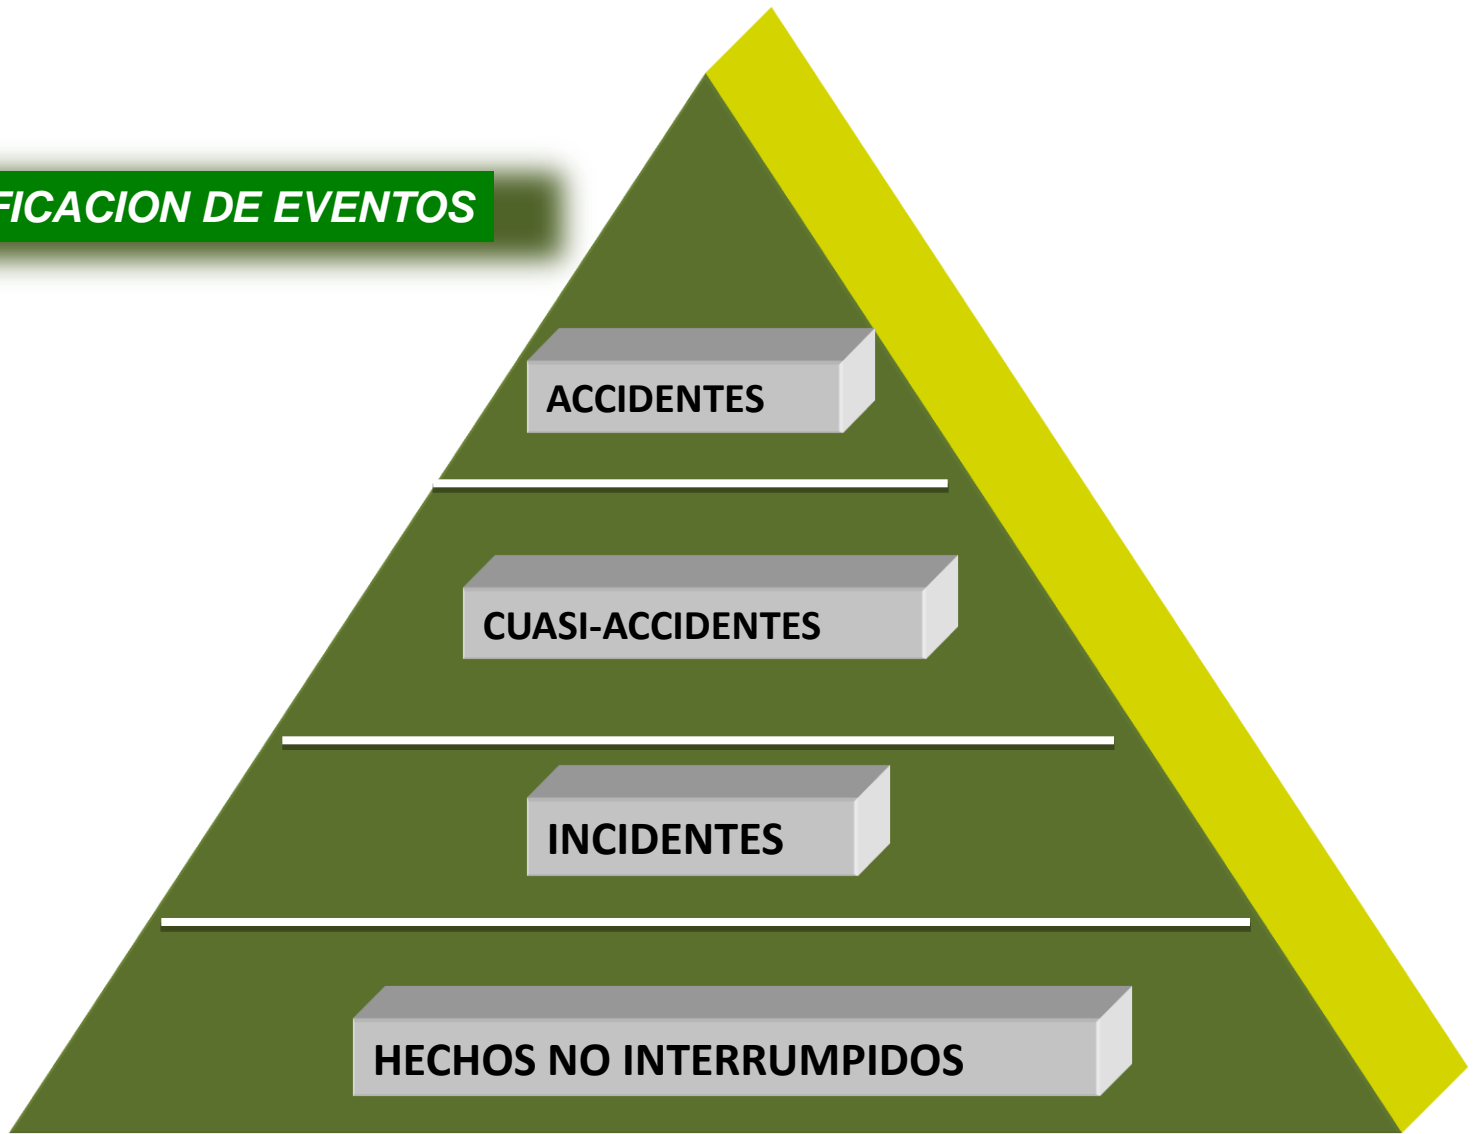 FICACION DE EVENTOS
ACCIDENTES
CUASI-ACCIDENTES
INCIDENTES
HECHOS NO INTERRUMPIDOS